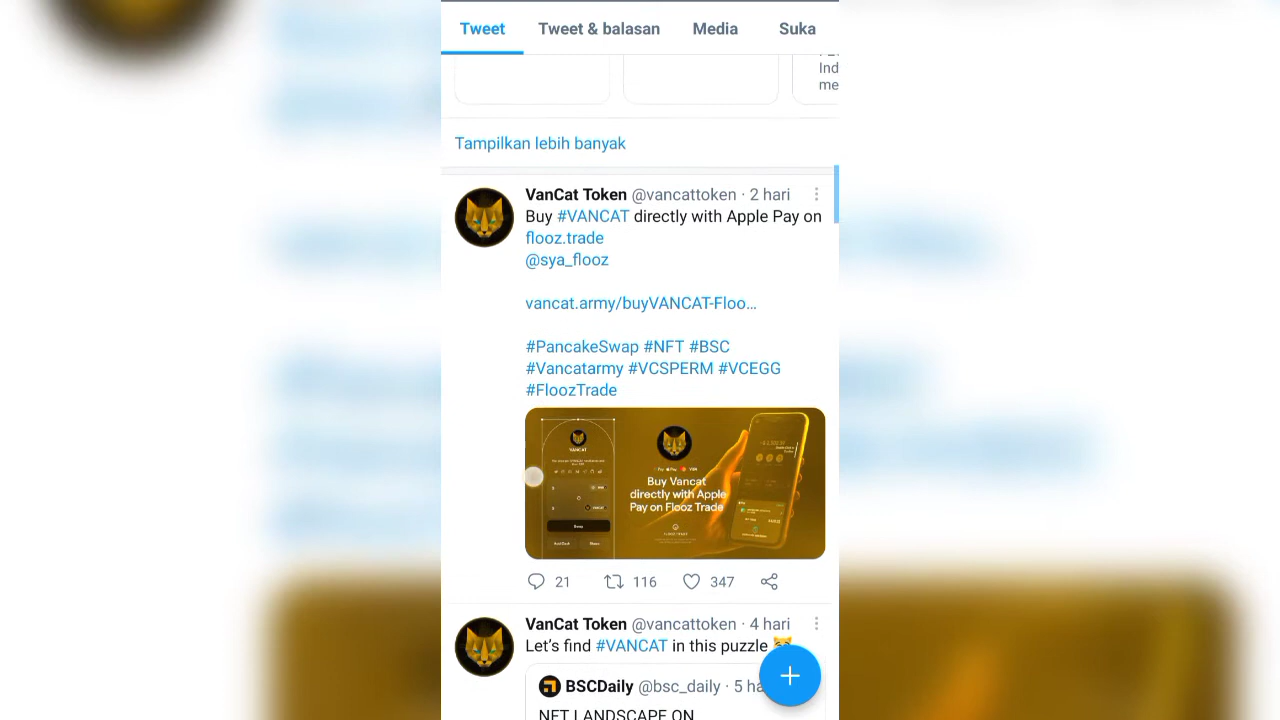 Tweet Tweet & balasan Media Suka
Ind
me
Tampilkan lebih banyak
VanCat Token @vancattoken · 2 hari
Buy #VANCAT directly with Apple Pay on
flooz.trade
@sya_flooz
vancat.army/buyVANCAT-Floo…
#PancakeSwap #NFT #BSC
#Vancatarmy #VCSPERM #VCEGG
#FloozTrade
VANCAT
Swap
Buy Vancat
directly with Apple
Pay on Flooz Trade
21 116 347
VanCat Token @vancattoken · 4 hari
Let's find #VANCAT in this puzzle
BSCDaily @bsc_daily · 5 ha
NFT LANDSCAPE ON